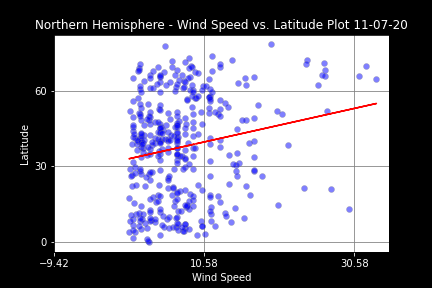 Northern Hemisphere - Wind Speed vs. Latitude Plot 11-07-20
Latitude
60
30
0
−9.42
10.58
30.58
Wind Speed